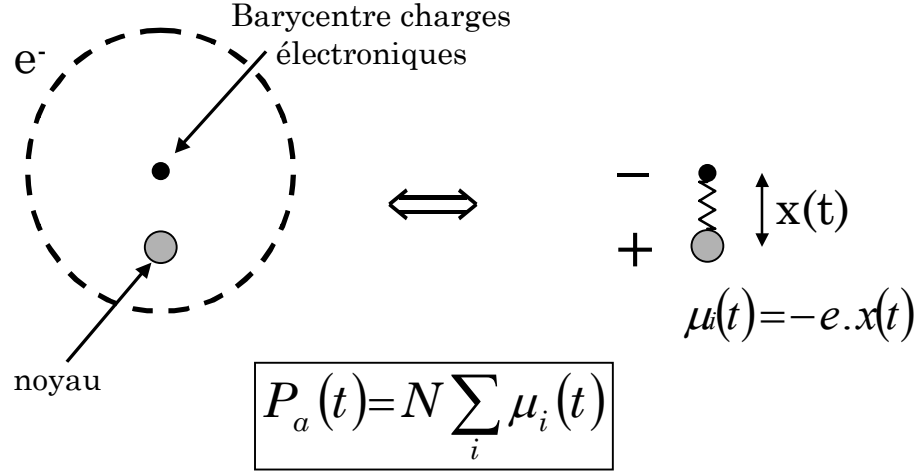 Barycentre charges
électroniques
e-
− 
+
x(t)
μi(t)=−e.x(t)
noyau
Pa(t)=N∑μi(t)
i